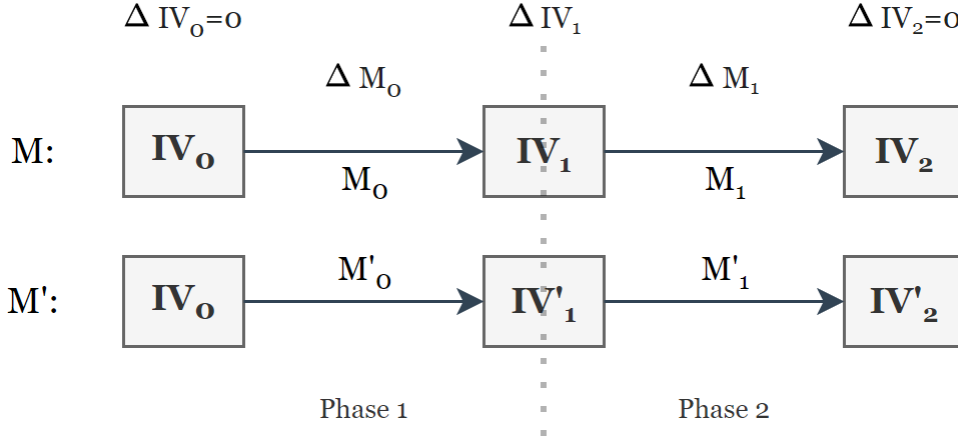 Δ IV₀=0 Δ IV₁ Δ IV₂=0
Δ M₀ Δ M₁
M: IV₀ IV₁ IV₂
M₀ M₁
M'₀ M'₁
M': IV₀ IV'₁ IV'₂
Phase 1 Phase 2